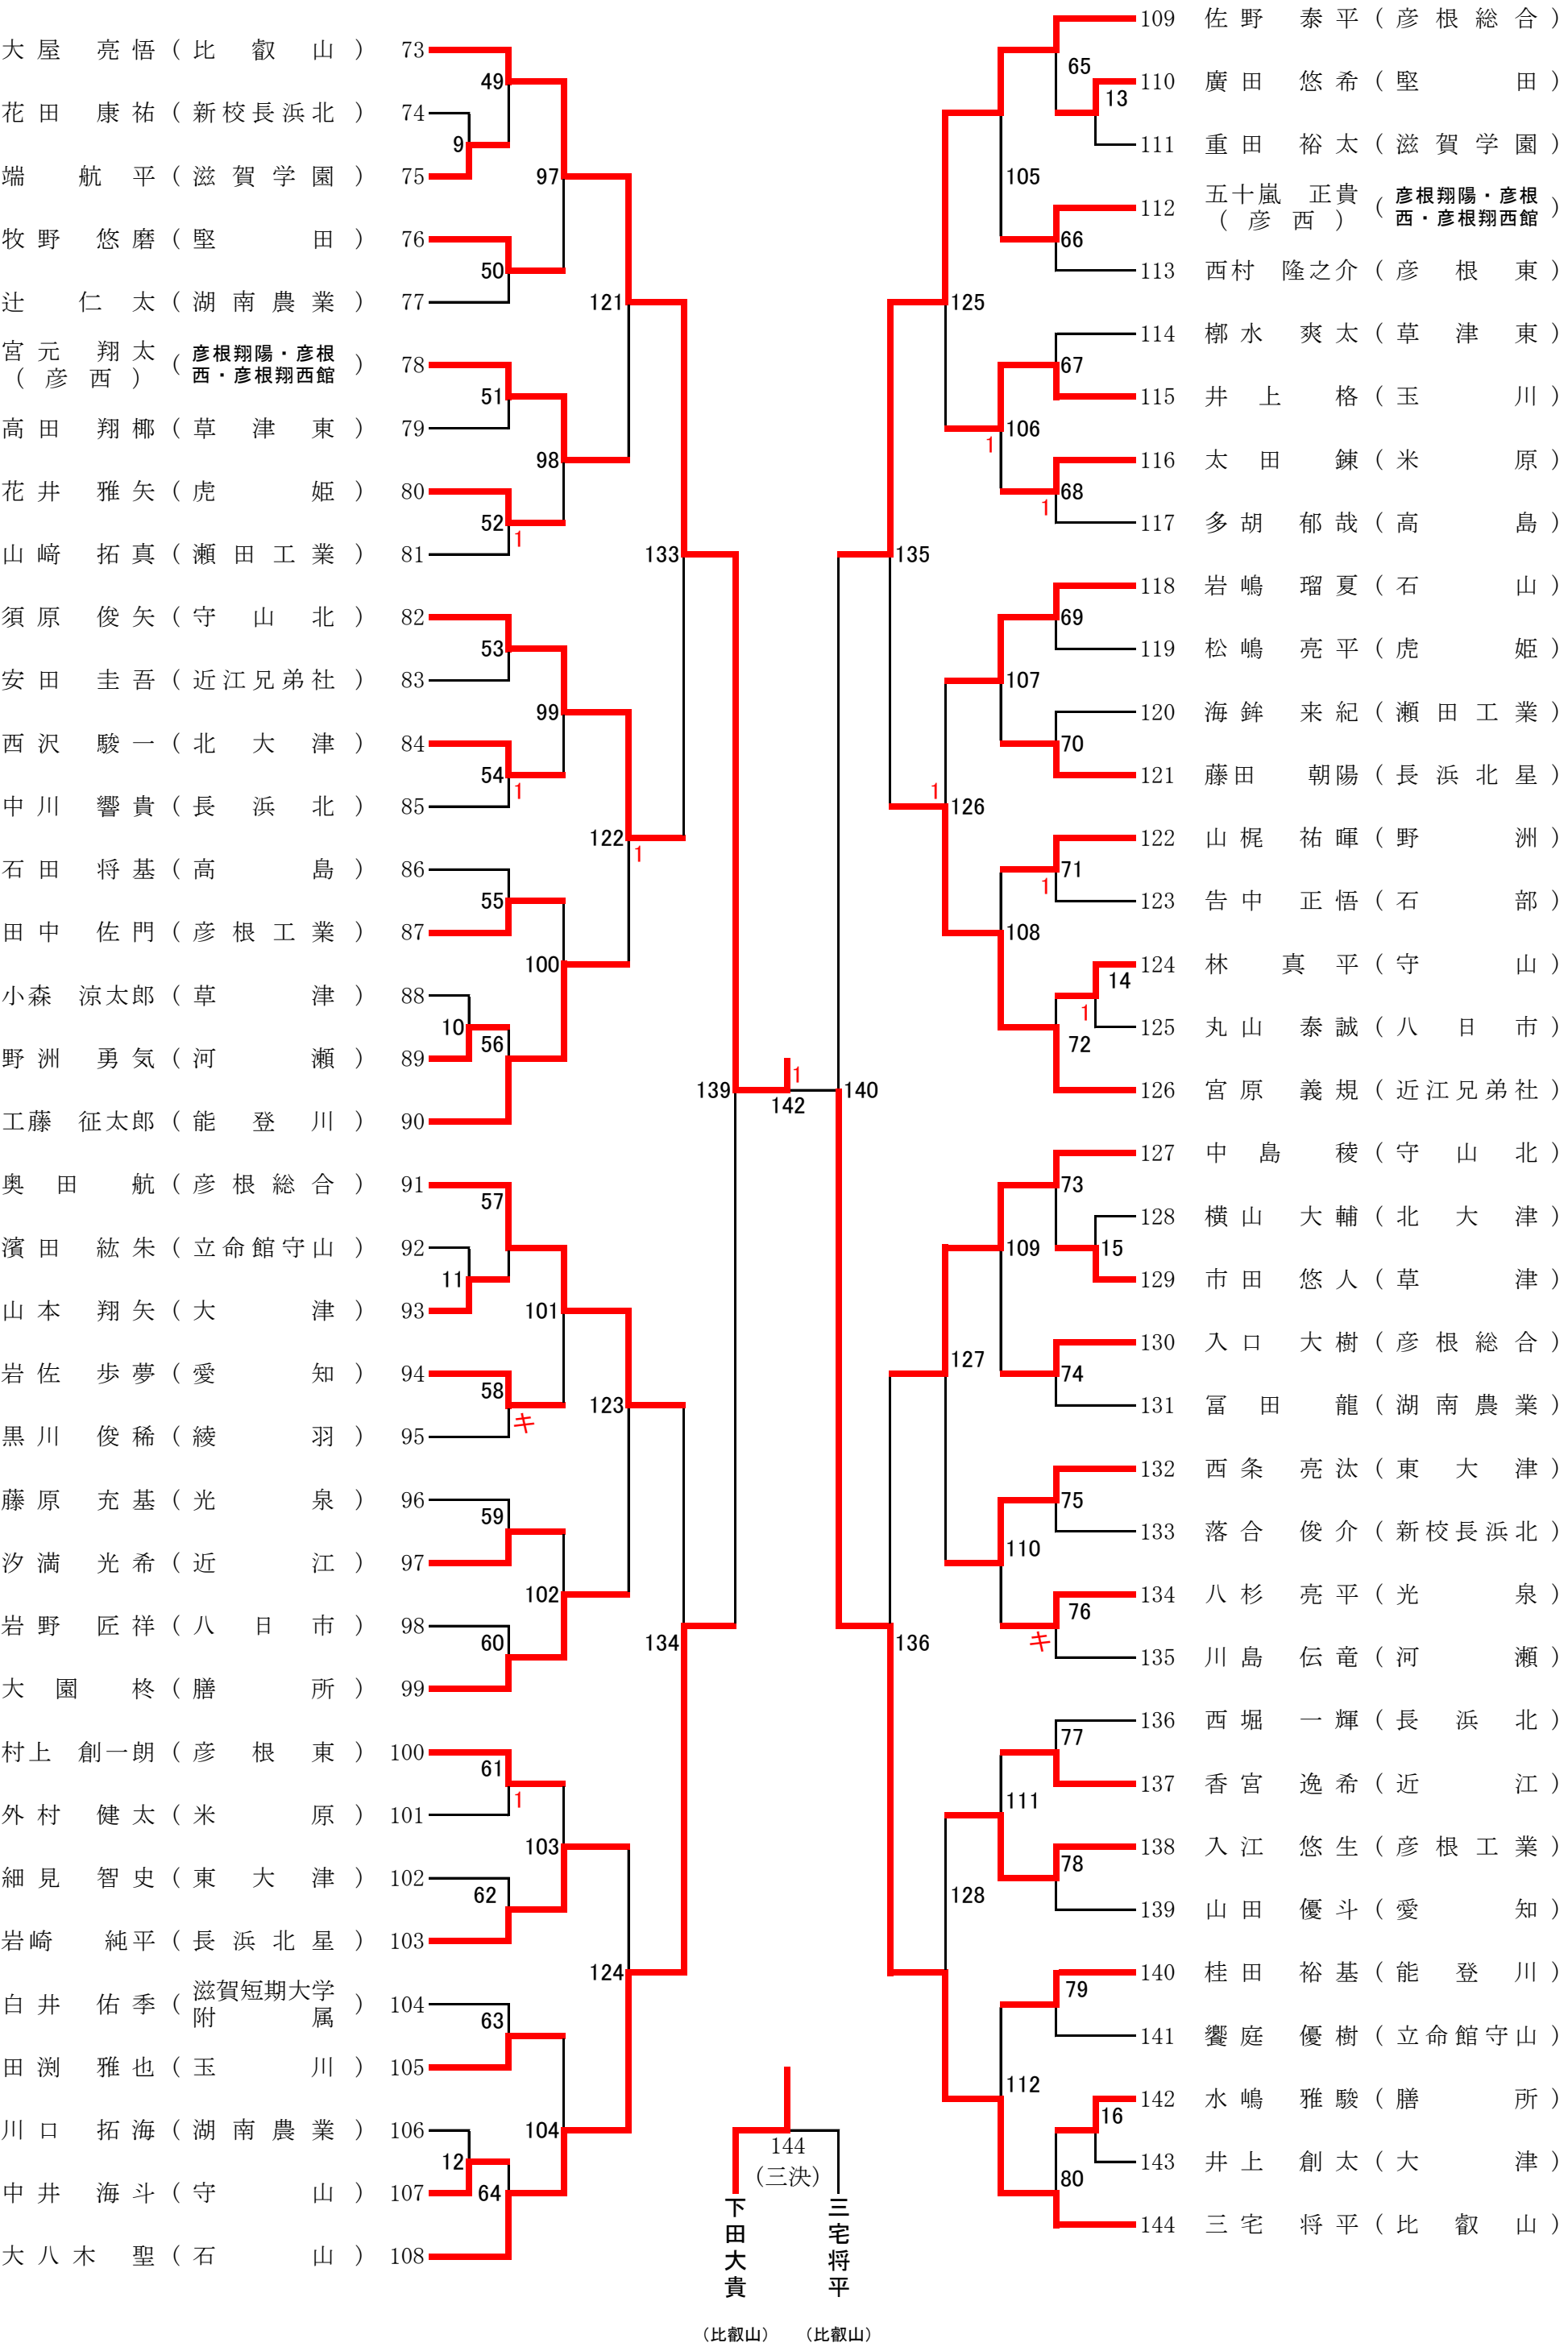 大屋 亮悟 ( 比叡山 ) 73
花田 康祐 ( 新校長浜北 ) 74
端 航平 ( 滋賀学園 ) 75
牧野 悠磨 ( 堅田 ) 76
辻 仁太 ( 湖南農業 ) 77
宮元 翔太 ( 彦根翔陽・彦根 ) 78
(彦西) 西・彦根翔西館
高田 翔椰 ( 草津東 ) 79
花井 雅矢 ( 虎姫 ) 80
山﨑 拓真 ( 瀬田工業 ) 81
須原 俊矢 ( 守山北 ) 82
安田 圭吾 ( 近江兄弟社 ) 83
西沢 駿一 ( 北大津 ) 84
中川 響貴 ( 長浜北 ) 85
石田 将基 ( 高島 ) 86
田中 佐門 ( 彦根工業 ) 87
小森 涼太郎 ( 草津 ) 88
野洲 勇気 ( 河瀬 ) 89
工藤 征太郎 ( 能登川 ) 90
奥田 航 ( 彦根総合 ) 91
濱田 紘朱 ( 立命館守山 ) 92
山本 翔矢 ( 大津 ) 93
岩佐 歩夢 ( 愛知 ) 94
黒川 俊稀 ( 綾羽 ) 95
藤原 充基 ( 光泉 ) 96
汐満 光希 ( 近江 ) 97
岩野 匠祥 ( 八日市 ) 98
大園 柊 ( 膳所 ) 99
村上 創一朗 ( 彦根東 ) 100
外村 健太 ( 米原 ) 101
細見 智史 ( 東大津 ) 102
岩崎 純平 ( 長浜北星 ) 103
白井 佑季 ( 滋賀短期大学附属 ) 104
田渕 雅也 ( 玉川 ) 105
川口 拓海 ( 湖南農業 ) 106
中井 海斗 ( 守山 ) 107
大八木 聖 ( 石山 ) 108
49
9
97
50
121
51
98
52
1
133
53
99
54
1
122
1
55
100
10
56
139
57
11
101
58
キ
123
59
102
60
134
61
1
103
62
124
63
104
12
64
1
142
144
(三決)
下田大貴
(比叡山)
三宅将平
(比叡山)
109 佐野 泰平 ( 彦根総合 )
110 廣田 悠希 ( 堅田 )
111 重田 裕太 ( 滋賀学園 )
112 五十嵐 正貴 ( 彦根翔陽・彦根 )
(彦西) 西・彦根翔西館
113 西村 隆之介 ( 彦根東 )
114 槨水 爽太 ( 草津東 )
115 井上 格 ( 玉川 )
116 太田 錬 ( 米原 )
117 多胡 郁哉 ( 高島 )
118 岩嶋 瑠夏 ( 石山 )
119 松嶋 亮平 ( 虎姫 )
120 海鉾 来紀 ( 瀬田工業 )
121 藤田 朝陽 ( 長浜北星 )
122 山梶 祐暉 ( 野洲 )
123 告中 正悟 ( 石部 )
124 林 真平 ( 守山 )
125 丸山 泰誠 ( 八日市 )
126 宮原 義規 ( 近江兄弟社 )
127 中島 稜 ( 守山北 )
128 横山 大輔 ( 北大津 )
129 市田 悠人 ( 草津 )
130 入口 大樹 ( 彦根総合 )
131 冨田 龍 ( 湖南農業 )
132 西条 亮汰 ( 東大津 )
133 落合 俊介 ( 新校長浜北 )
134 八杉 亮平 ( 光泉 )
135 川島 伝竜 ( 河瀬 )
136 西堀 一輝 ( 長浜北 )
137 香宮 逸希 ( 近江 )
138 入江 悠生 ( 彦根工業 )
139 山田 優斗 ( 愛知 )
140 桂田 裕基 ( 能登川 )
141 饗庭 優樹 ( 立命館守山 )
142 水嶋 雅駿 ( 膳所 )
143 井上 創太 ( 大津 )
144 三宅 将平 ( 比叡山 )
65
13
105
66
125
67
106
1
68
1
135
69
107
70
1
126
71
1
108
14
1
72
140
73
15
109
74
127
75
110
76
キ
136
77
111
78
128
79
112
16
80